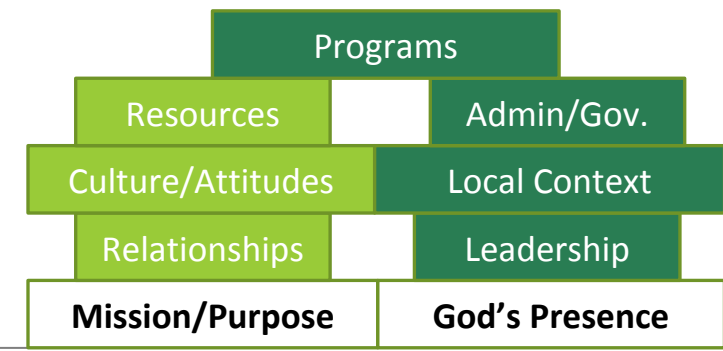 Programs
Resources
Admin/Gov.
Culture/Attitudes
Local Context
Relationships
Leadership
Mission/Purpose
God’s Presence